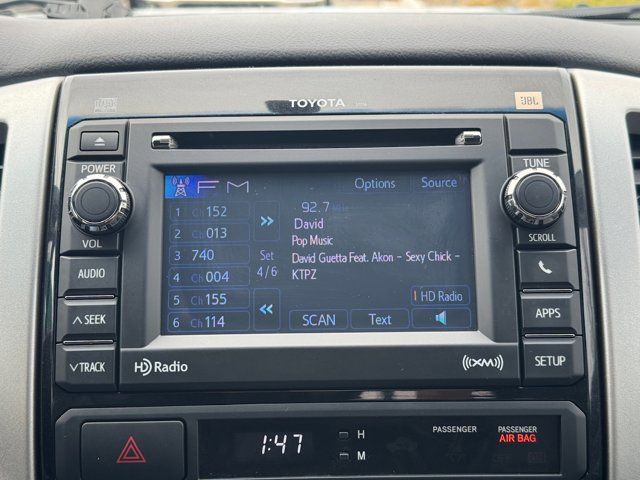 TOYOTA
JBL
POWER
VOL
AUDIO
∧ SEEK
∨ TRACK
FM
Options
Source
1 Ch 152
2 Ch 013
3 740
4 Ch 004
5 Ch 155
6 Ch 114
Set
4/6
92.7 MHz
David
Pop Music
David Guetta Feat. Akon - Sexy Chick -
KTPZ
HD Radio
SCAN
Text
TUNE
SCROLL
APPS
SETUP
HD Radio
((XM))
1:47
H
M
PASSENGER
PASSENGER
AIR BAG